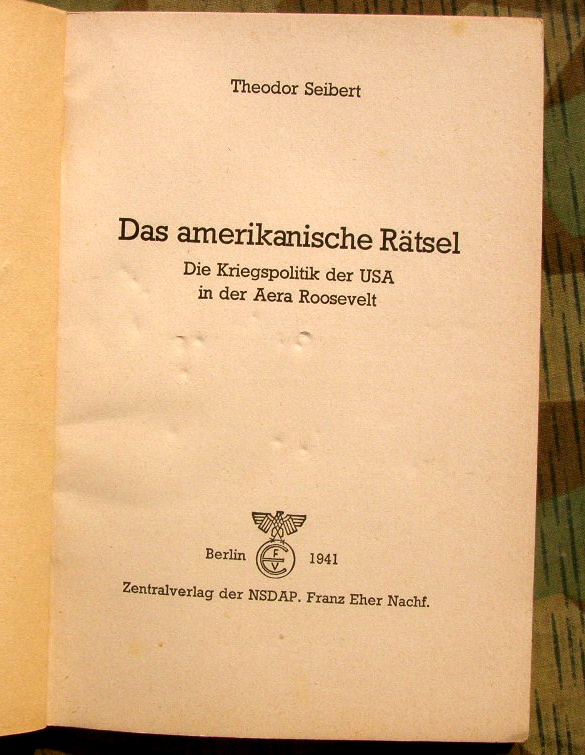 Theodor Seibert
Das amerikanische Rätsel
Die Kriegspolitik der USA
in der Aera Roosevelt
Berlin F E V 1941
Zentralverlag der NSDAP. Franz Eher Nachf.